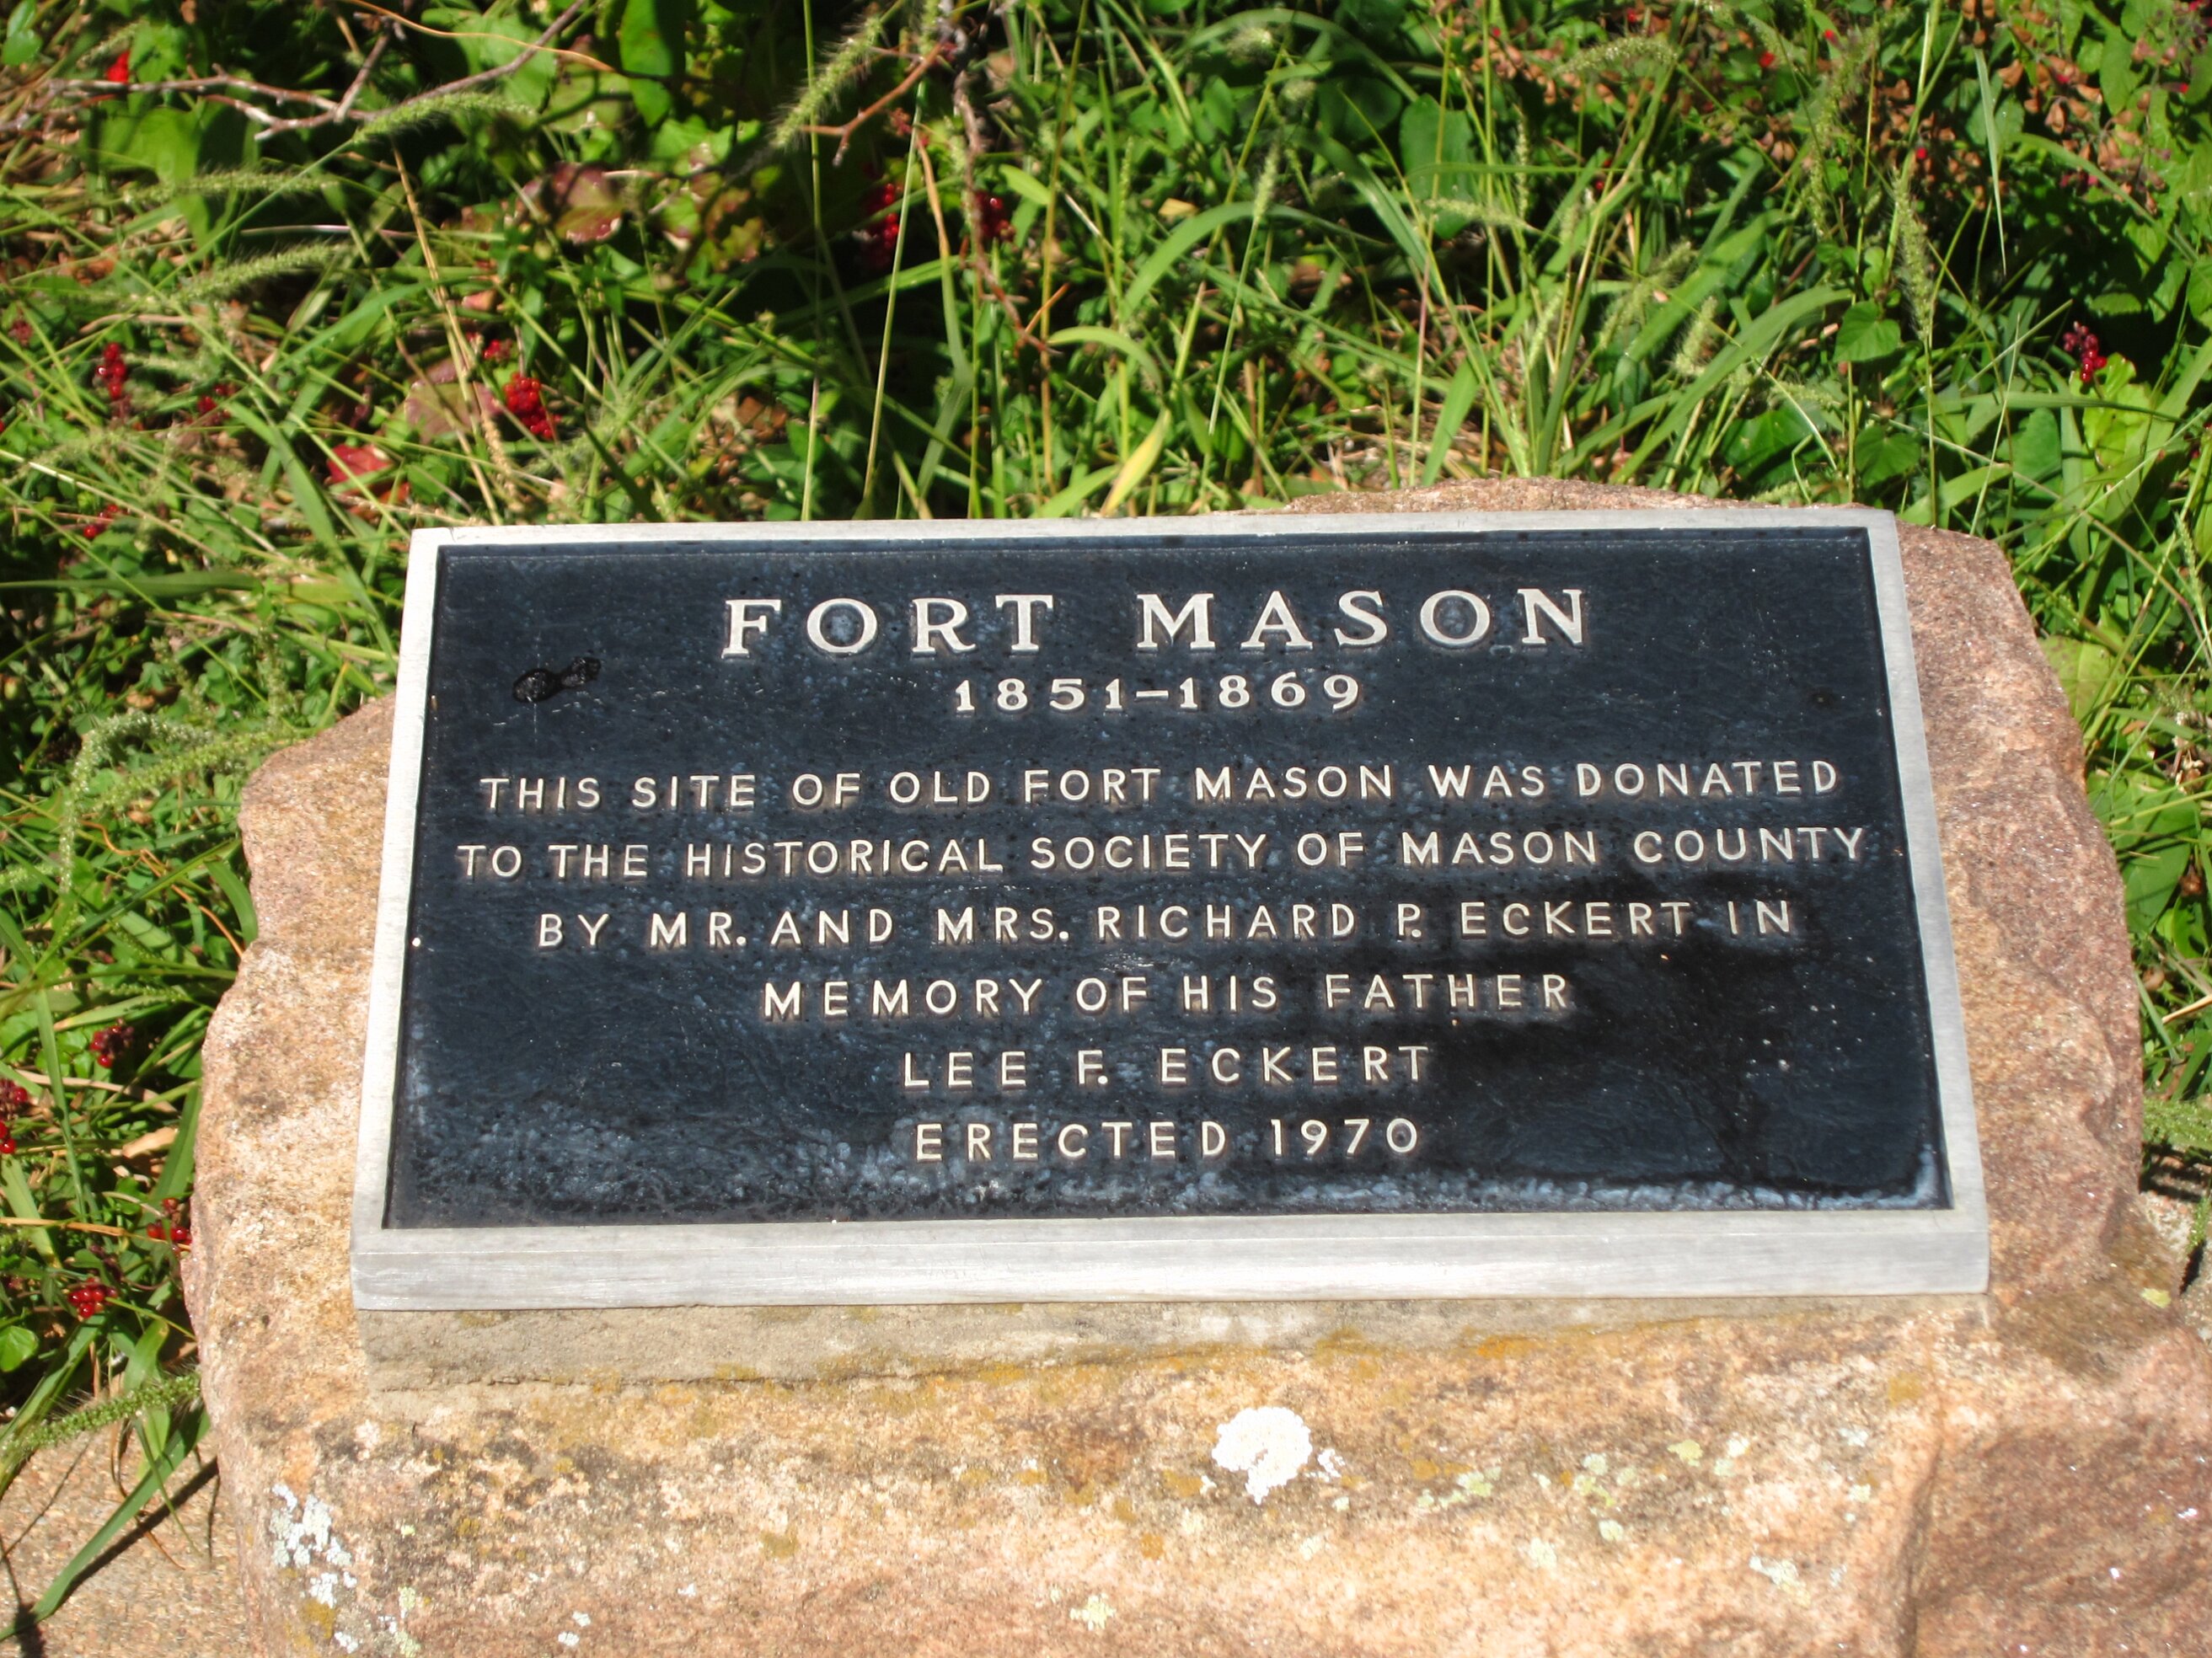 FORT MASON
1851-1869
THIS SITE OF OLD FORT MASON WAS DONATED
TO THE HISTORICAL SOCIETY OF MASON COUNTY
BY MR. AND MRS. RICHARD P. ECKERT IN
MEMORY OF HIS FATHER
LEE F. ECKERT
ERECTED 1970